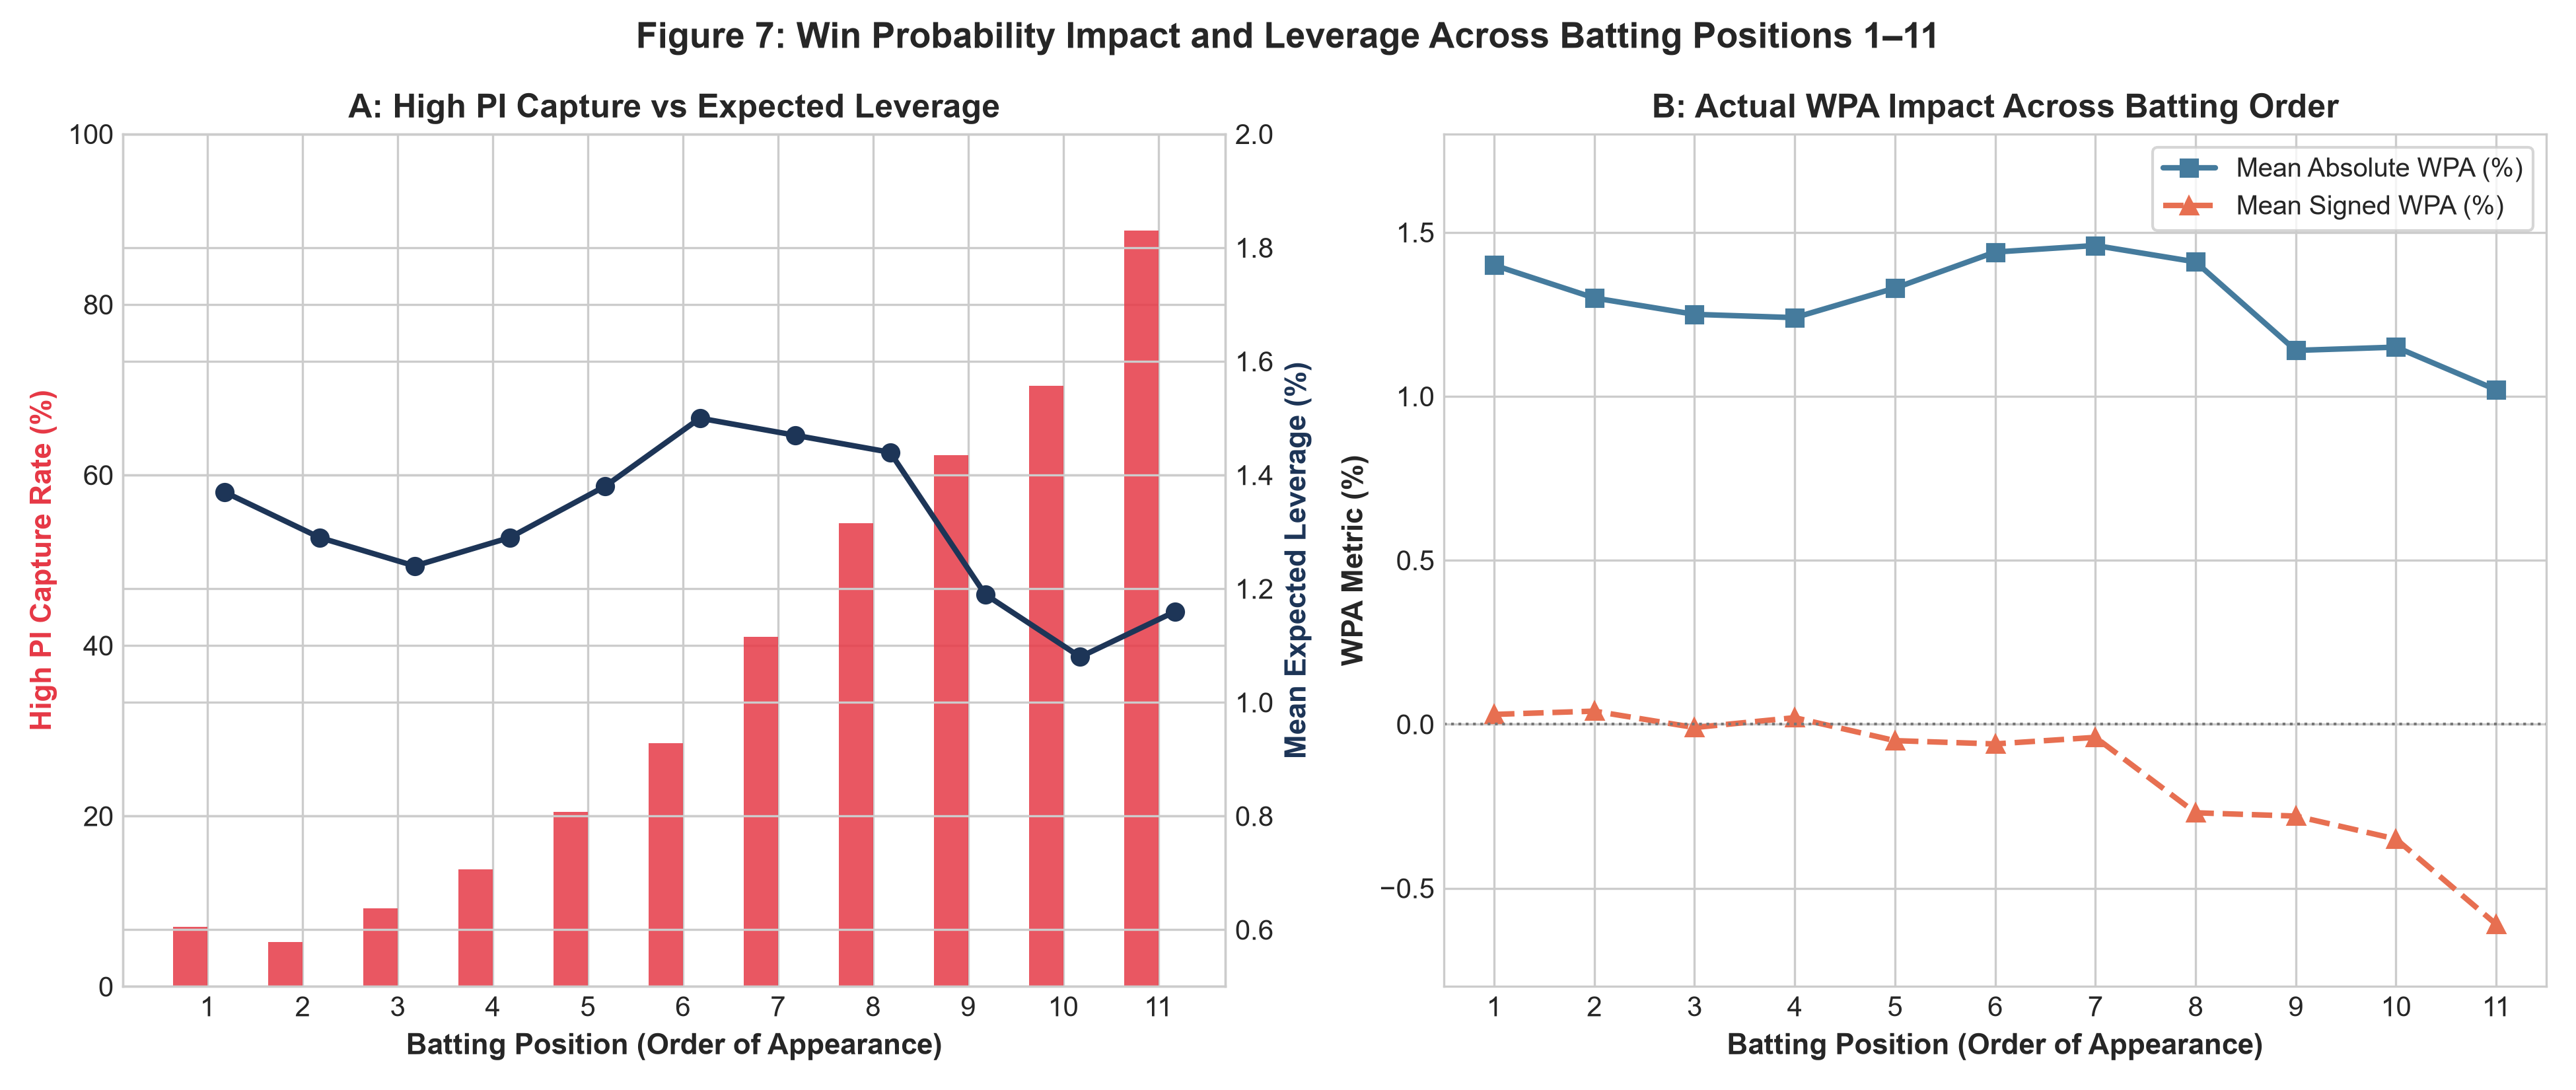 Figure 7: Win Probability Impact and Leverage Across Batting Positions 1–11
A: High PI Capture vs Expected Leverage
100
80
60
40
20
0
High PI Capture Rate (%)
2.0
1.8
1.6
1.4
1.2
1.0
0.8
0.6
Mean Expected Leverage (%)
1 2 3 4 5 6 7 8 9 10 11
Batting Position (Order of Appearance)
B: Actual WPA Impact Across Batting Order
Mean Absolute WPA (%)
Mean Signed WPA (%)
1.5
1.0
0.5
0.0
−0.5
WPA Metric (%)
1 2 3 4 5 6 7 8 9 10 11
Batting Position (Order of Appearance)